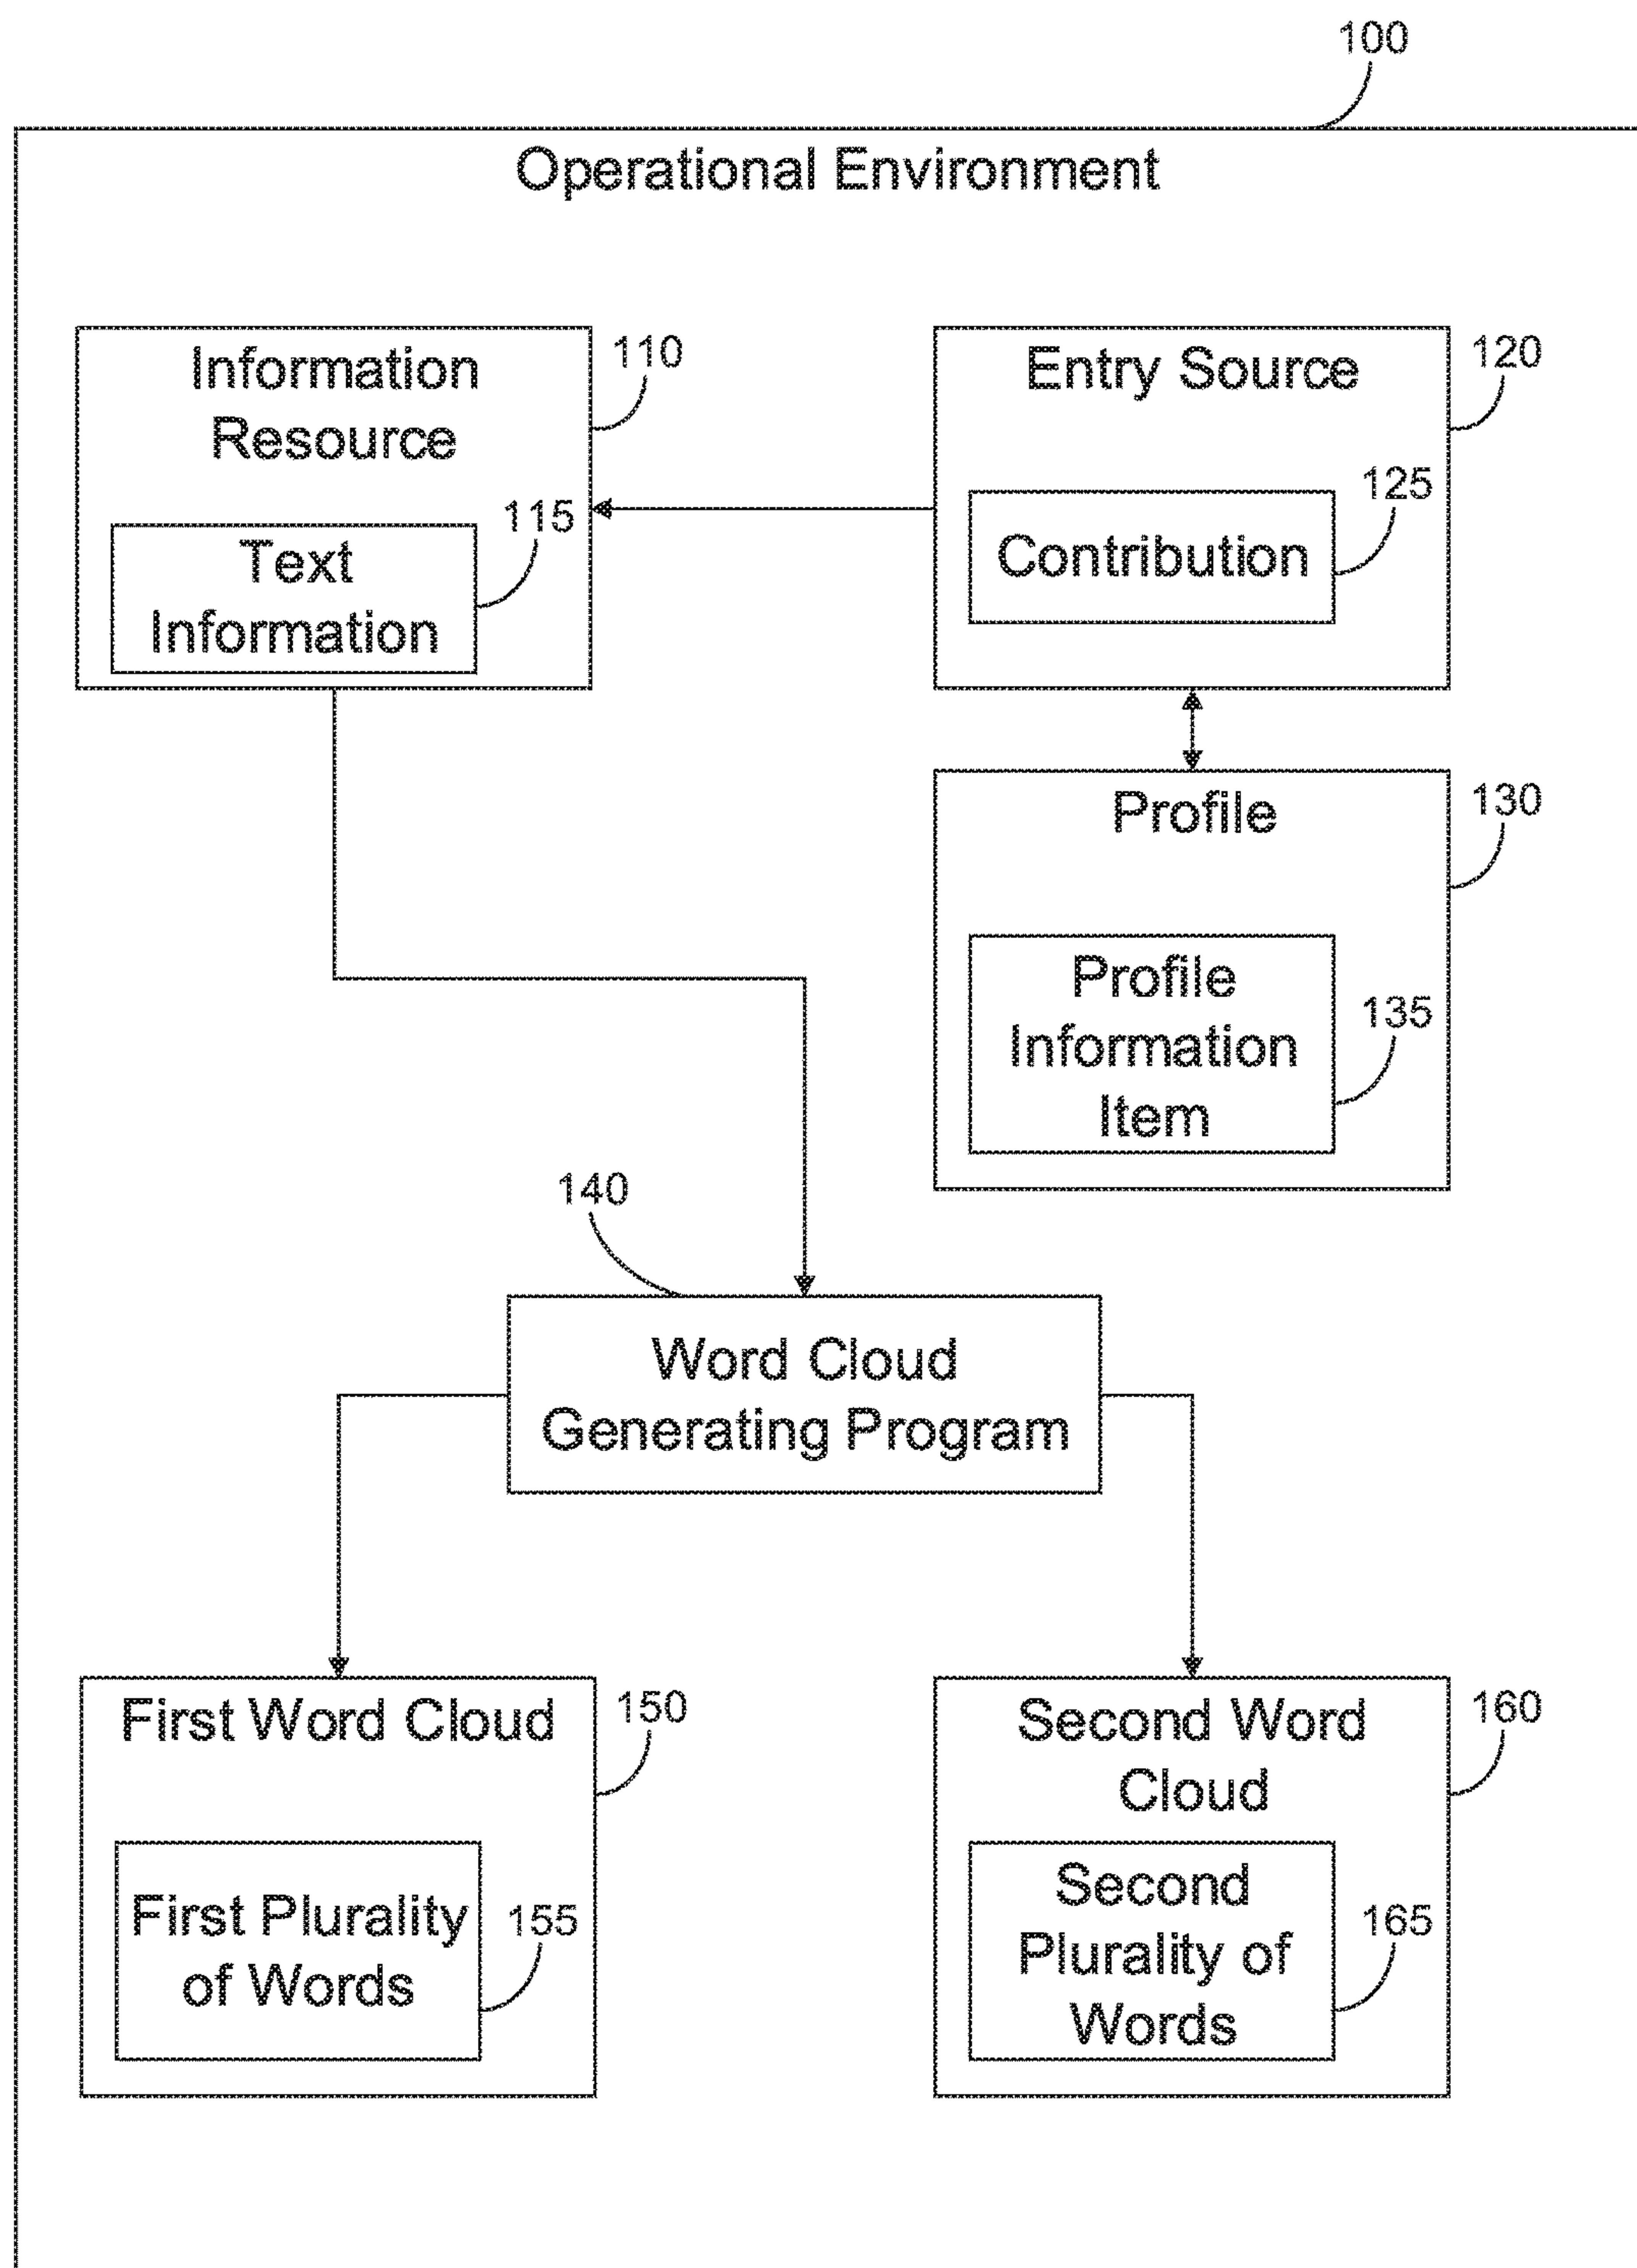 100
Operational Environment
Information
Resource
110
Text
Information
115
Entry Source
120
Contribution
125
Profile
130
Profile
Information
Item
135
140
Word Cloud
Generating Program
First Word Cloud
150
First Plurality
of Words
155
Second Word
Cloud
160
Second
Plurality of
Words
165